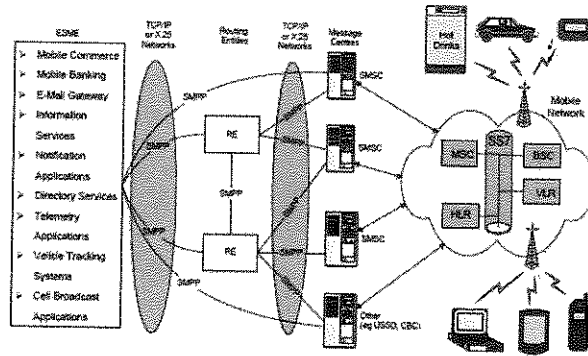 ESME
Mobile Commerce
Mobile Banking
E-Mail Gateway
Information
Services
Notification
Applications
Directory Services
Telemetry
Applications
Vehicle Tracking
Systems
Cell Broadcast
Applications
TCP/IP
or X.25
Networks
Routing
Entities
TCP/IP
or X.25
Networks
Message
Centres
SMPP
SMPP
SMPP
SMPP
SMPP
SMPP
SMPP
SMPP
RE
RE
SMSC
SMSC
SMSC
Other
(eg USSD, CBC)
Hot
Drinks
Mobile
Network
SS7
MSC
BSC
VLR
HLR